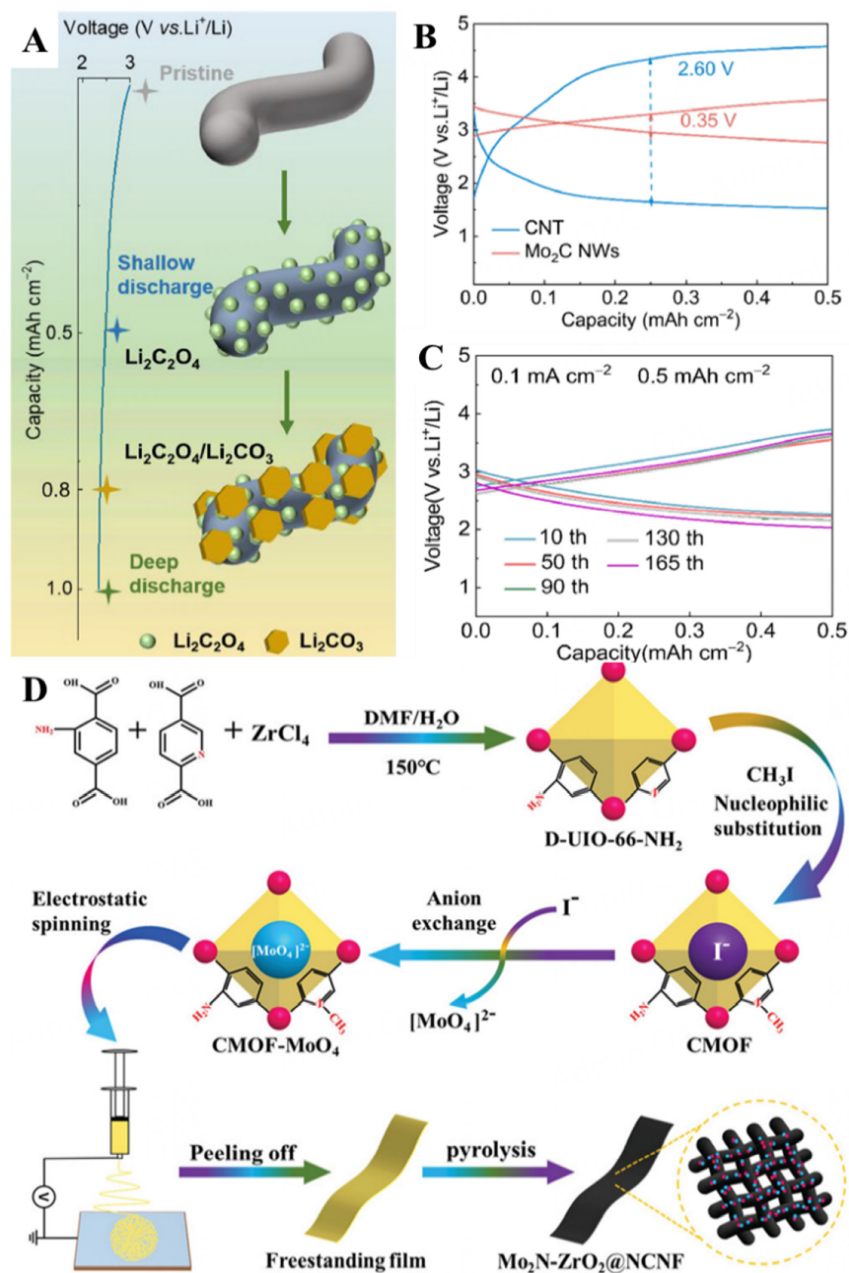 A
Voltage (V vs.Li⁺/Li)
2 3
Pristine
Capacity (mAh cm⁻²)
Shallow
discharge
0.5
Li₂C₂O₄
Li₂C₂O₄/Li₂CO₃
0.8
Deep
discharge
1.0
Li₂C₂O₄ Li₂CO₃
B
Voltage (V vs.Li⁺/Li)
5
4
3
2
1
2.60 V
0.35 V
CNT
Mo₂C NWs
0.0 0.1 0.2 0.3 0.4 0.5
Capacity (mAh cm⁻²)
C
Voltage(V vs.Li⁺/Li)
5
4
3
2
1
0.1 mA cm⁻² 0.5 mAh cm⁻²
10 th 130 th
50 th 165 th
90 th
0.0 0.1 0.2 0.3 0.4 0.5
Capacity(mAh cm⁻²)
D
OH O
NH₂
O OH
+
OH O
N
O OH
+ ZrCl₄
DMF/H₂O
150°C
H₂N
D-UIO-66-NH₂
CH₃I
Nucleophilic
substitution
Electrostatic
spinning
[MoO₄]²⁻
H₂N
CH₃
CMOF-MoO₄
Anion
exchange
I⁻
[MoO₄]²⁻
I⁻
H₂N
CH₃
CMOF
V
Peeling off
Freestanding film
pyrolysis
Mo₂N-ZrO₂@NCNF